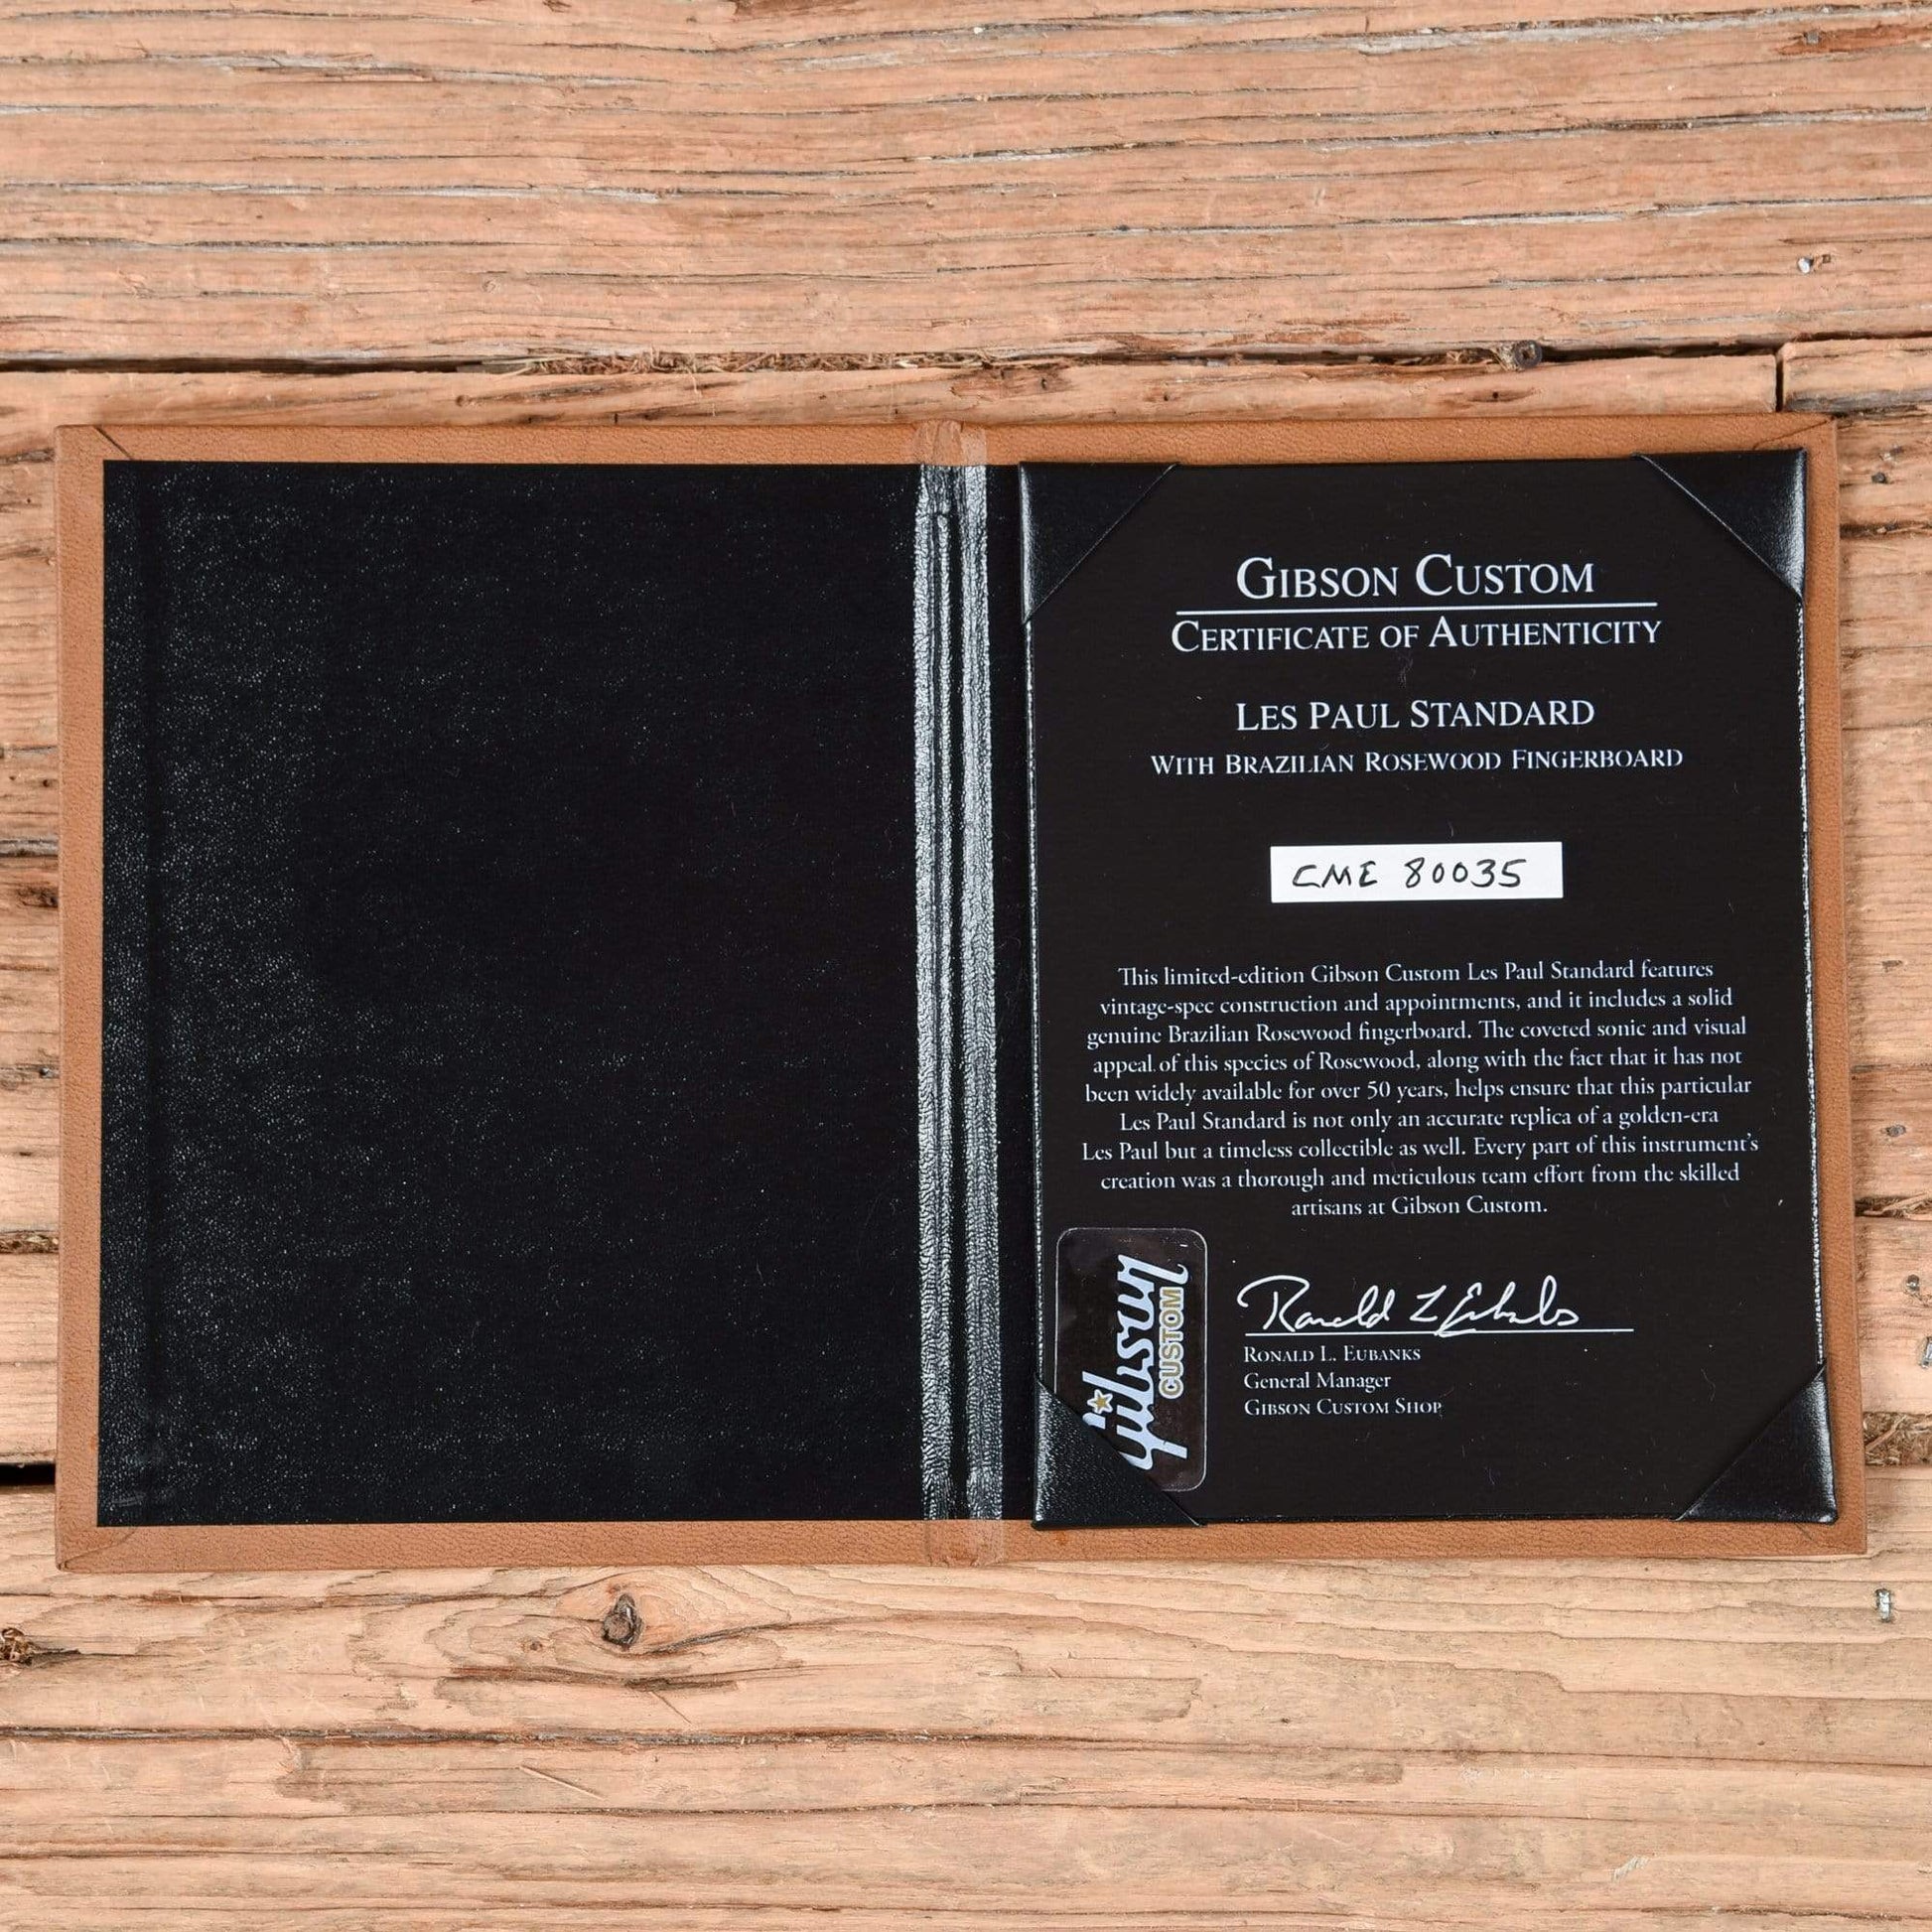 GIBSON CUSTOM
CERTIFICATE OF AUTHENTICITY
LES PAUL STANDARD
WITH BRAZILIAN ROSEWOOD FINGERBOARD
CME 80035
This limited-edition Gibson Custom Les Paul Standard features
vintage-spec construction and appointments, and it includes a solid
genuine Brazilian Rosewood fingerboard. The coveted sonic and visual
appeal of this species of Rosewood, along with the fact that it has not
been widely available for over 50 years, helps ensure that this particular
Les Paul Standard is not only an accurate replica of a golden-era
Les Paul but a timeless collectible as well. Every part of this instrument's
creation was a thorough and meticulous team effort from the skilled
artisans at Gibson Custom.
Gibson
CUSTOM
Ronald L Eubanks
RONALD L. EUBANKS
General Manager
GIBSON CUSTOM SHOP